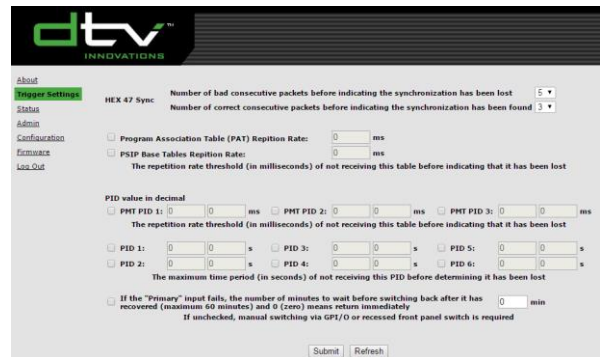 dtv™
INNOVATIONS
About
Trigger Settings
Status
Admin
Configuration
Firmware
Log Out
HEX 47 Sync
Number of bad consecutive packets before indicating the synchronization has been lost 5
Number of correct consecutive packets before indicating the synchronization has been found 3
Program Association Table (PAT) Repition Rate: 0 ms
PSIP Base Tables Repition Rate: 0 ms
The repetition rate threshold (in milliseconds) of not receiving this table before indicating that it has been lost
PID value in decimal
PMT PID 1: 0 0 ms PMT PID 2: 0 0 ms PMT PID 3: 0 0 ms
The repetition rate threshold (in milliseconds) of not receiving this table before indicating that it has been lost
PID 1: 0 0 s PID 3: 0 0 s PID 5: 0 0 s
PID 2: 0 0 s PID 4: 0 0 s PID 6: 0 0 s
The maximum time period (in seconds) of not receiving this PID before determining it has been lost
If the "Primary" input fails, the number of minutes to wait before switching back after it has
recovered (maximum 60 minutes) and 0 (zero) means return immediately 0 min
If unchecked, manual switching via GPI/O or recessed front panel switch is required
Submit Refresh